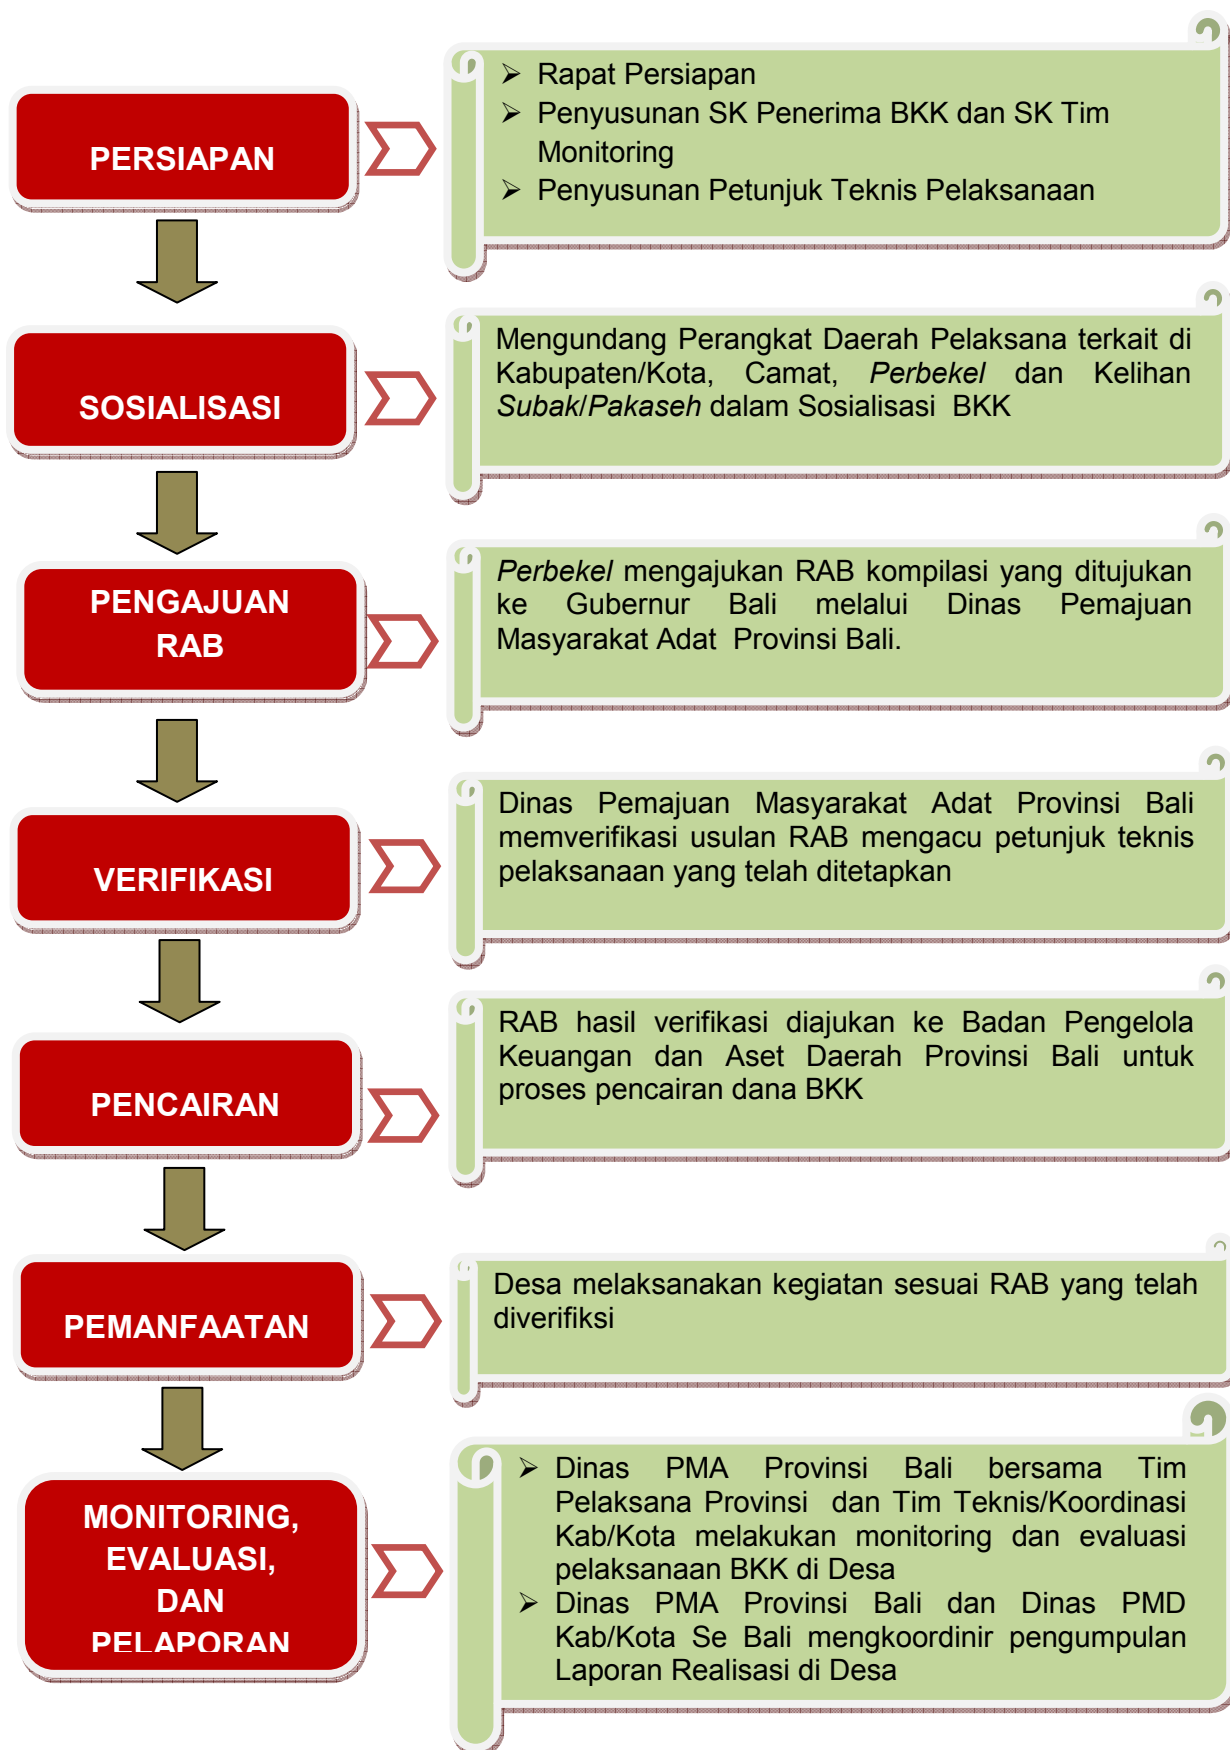 PERSIAPAN
➢ Rapat Persiapan
➢ Penyusunan SK Penerima BKK dan SK Tim
Monitoring
➢ Penyusunan Petunjuk Teknis Pelaksanaan
SOSIALISASI
Mengundang Perangkat Daerah Pelaksana terkait di
Kabupaten/Kota, Camat, Perbekel dan Kelihan
Subak/Pakaseh dalam Sosialisasi BKK
PENGAJUAN
RAB
Perbekel mengajukan RAB kompilasi yang ditujukan
ke Gubernur Bali melalui Dinas Pemajuan
Masyarakat Adat Provinsi Bali.
VERIFIKASI
Dinas Pemajuan Masyarakat Adat Provinsi Bali
memverifikasi usulan RAB mengacu petunjuk teknis
pelaksanaan yang telah ditetapkan
PENCAIRAN
RAB hasil verifikasi diajukan ke Badan Pengelola
Keuangan dan Aset Daerah Provinsi Bali untuk
proses pencairan dana BKK
PEMANFAATAN
Desa melaksanakan kegiatan sesuai RAB yang telah
diverifiksi
MONITORING,
EVALUASI,
DAN
PELAPORAN
➢ Dinas PMA Provinsi Bali bersama Tim
Pelaksana Provinsi dan Tim Teknis/Koordinasi
Kab/Kota melakukan monitoring dan evaluasi
pelaksanaan BKK di Desa
➢ Dinas PMA Provinsi Bali dan Dinas PMD
Kab/Kota Se Bali mengkoordinir pengumpulan
Laporan Realisasi di Desa